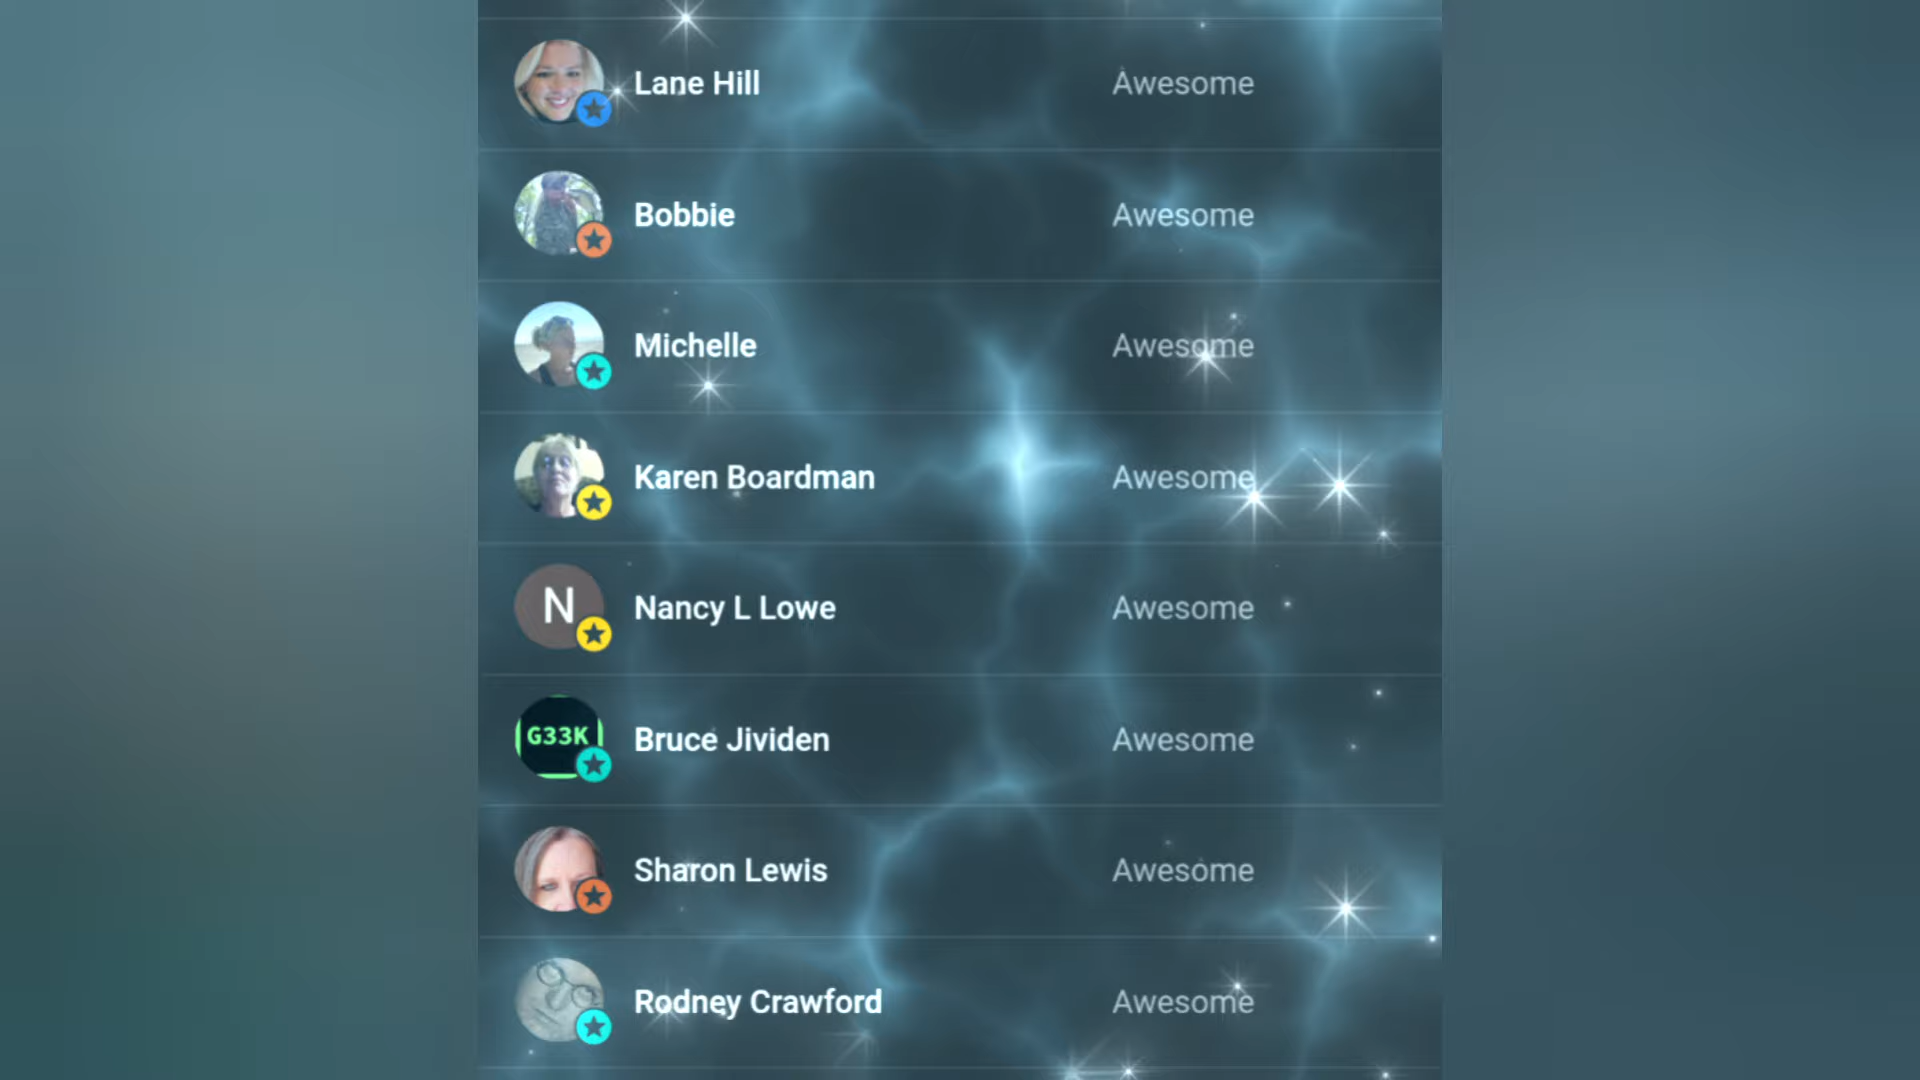 Lane Hill Awesome
Bobbie Awesome
Michelle Awesome
Karen Boardman Awesome
N Nancy L Lowe Awesome
G33K Bruce Jividen Awesome
Sharon Lewis Awesome
Rodney Crawford Awesome